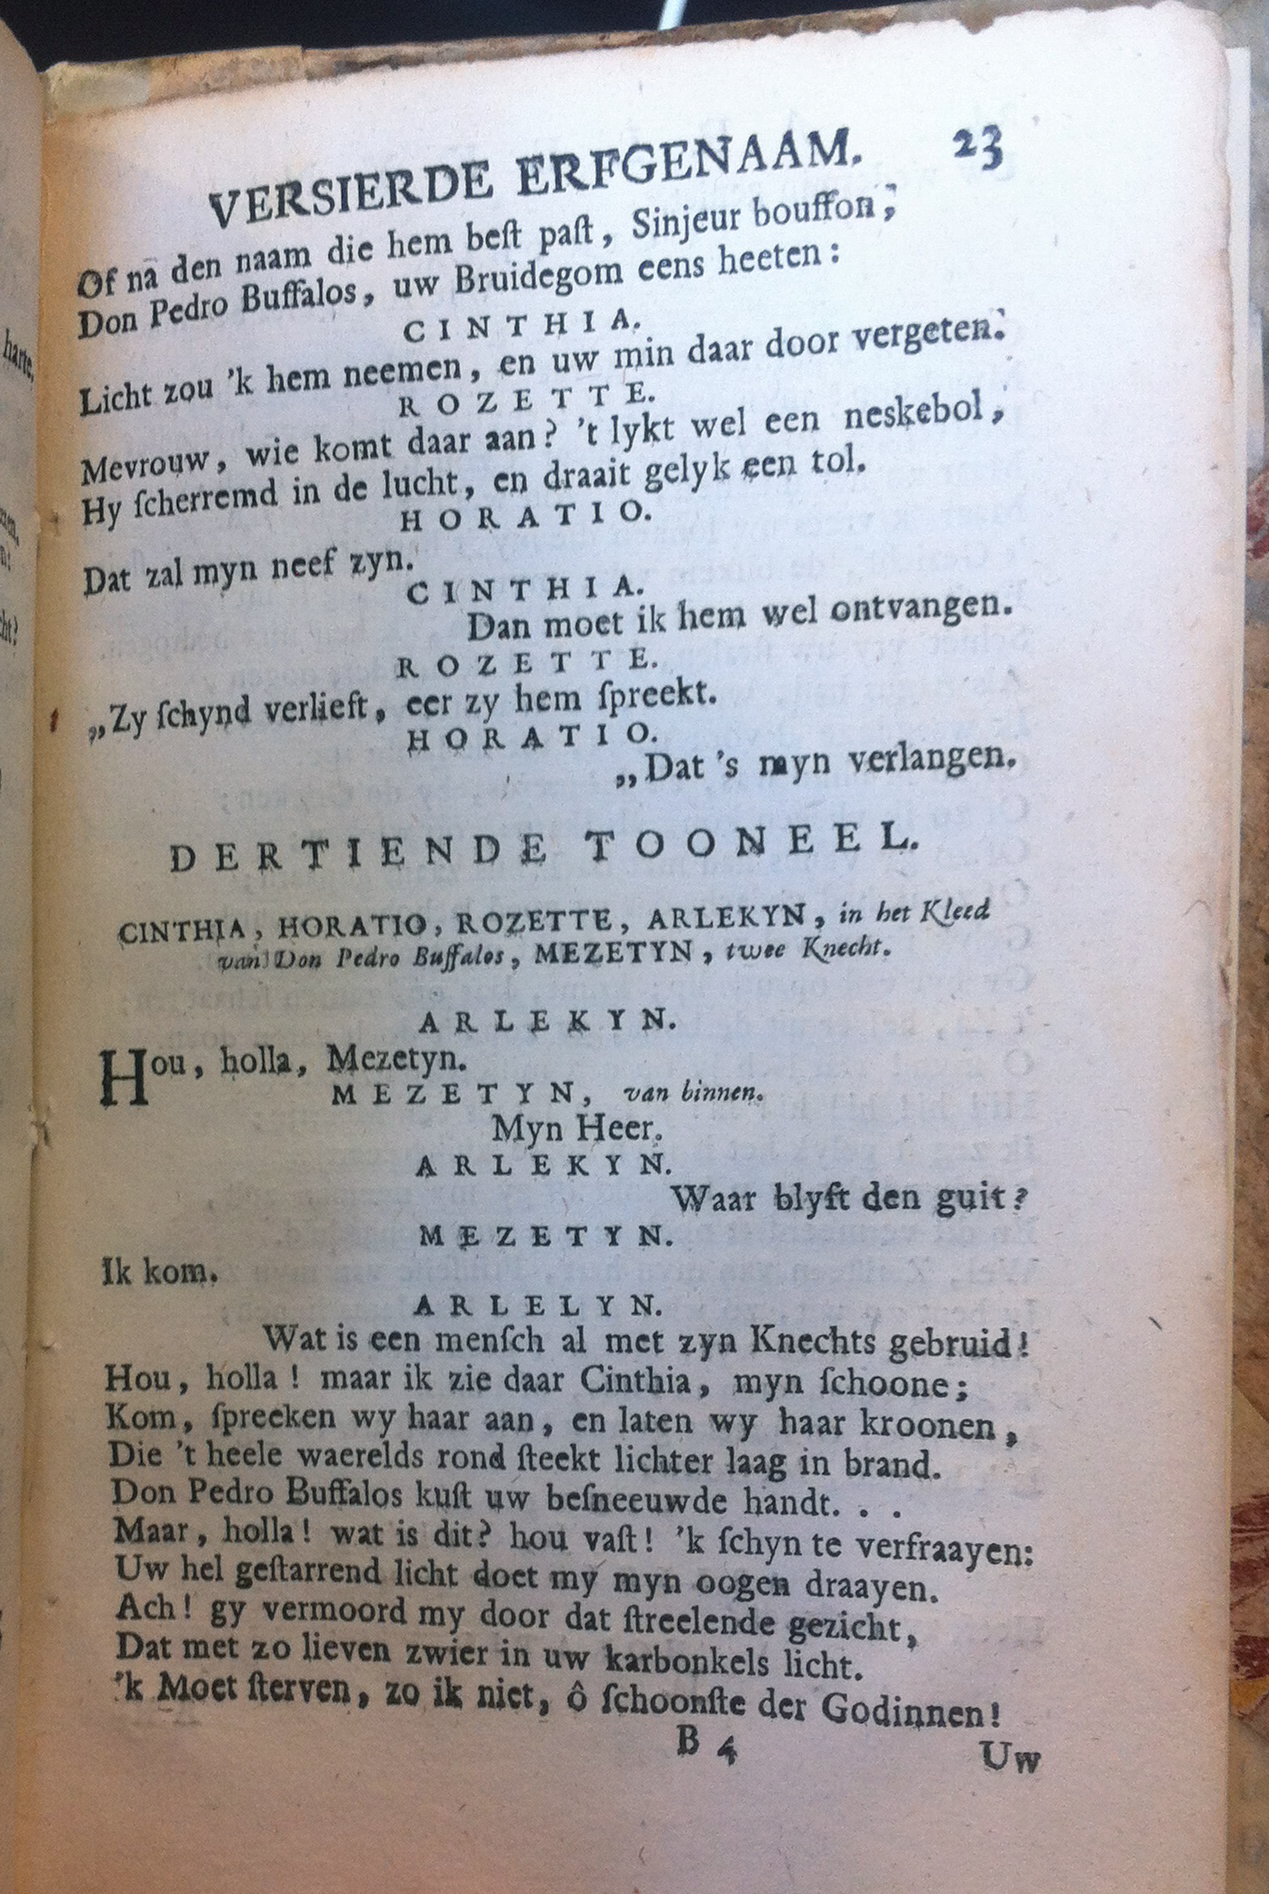 VERSIERDE ERFGENAAM. 23
Of na den naam die hem beſt paſt, Sinjeur bouffon;
Don Pedro Buffalos, uw Bruidegom eens heeten:
CINTHIA.
Licht zou 'k hem neemen, en uw min daar door vergeten.
ROZETTE.
Mevrouw, wie komt daar aan? 't lykt wel een neskebol,
Hy ſcherremd in de lucht, en draait gelyk een tol.
HORATIO.
Dat zal myn neef zyn.
CINTHIA.
Dan moet ik hem wel ontvangen.
ROZETTE.
„Zy ſchynd verlieft, eer zy hem ſpreekt.
HORATIO.
„Dat 's myn verlangen.
DERTIENDE TOONEEL.
CINTHIA, HORATIO, ROZETTE, ARLEKYN, in het Kleed
van Don Pedro Buffalos, MEZETYN, twee Knecht.
ARLEKYN.
Hou, holla, Mezetyn.
MEZETYN, van binnen.
Myn Heer.
ARLEKYN.
Waar blyft den guit?
MEZETYN.
Ik kom.
ARLELYN.
Wat is een menſch al met zyn Knechts gebruid!
Hou, holla! maar ik zie daar Cinthia, myn ſchoone;
Kom, ſpreeken wy haar aan, en laten wy haar kroonen,
Die 't heele waerelds rond ſteekt lichter laag in brand.
Don Pedro Buffalos kuſt uw beſneeuwde handt. . .
Maar, holla! wat is dit? hou vaſt! 'k ſchyn te verfraayen:
Uw hel geſtarrend licht doet my myn oogen draayen.
Ach! gy vermoord my door dat ſtreelende gezicht,
Dat met zo lieven zwier in uw karbonkels licht.
'k Moet ſterven, zo ik niet, ô ſchoonſte der Godinnen!
B 4 Uw
harte,